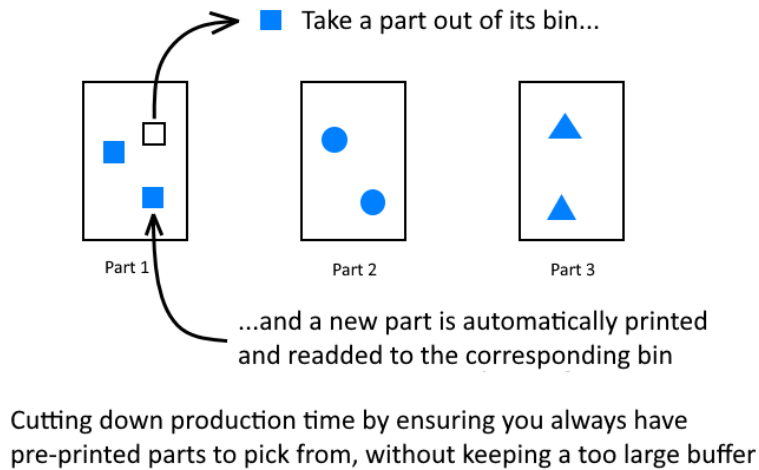 Take a part out of its bin...
Part 1
Part 2
Part 3
...and a new part is automatically printed
and readded to the corresponding bin
Cutting down production time by ensuring you always have
pre-printed parts to pick from, without keeping a too large buffer